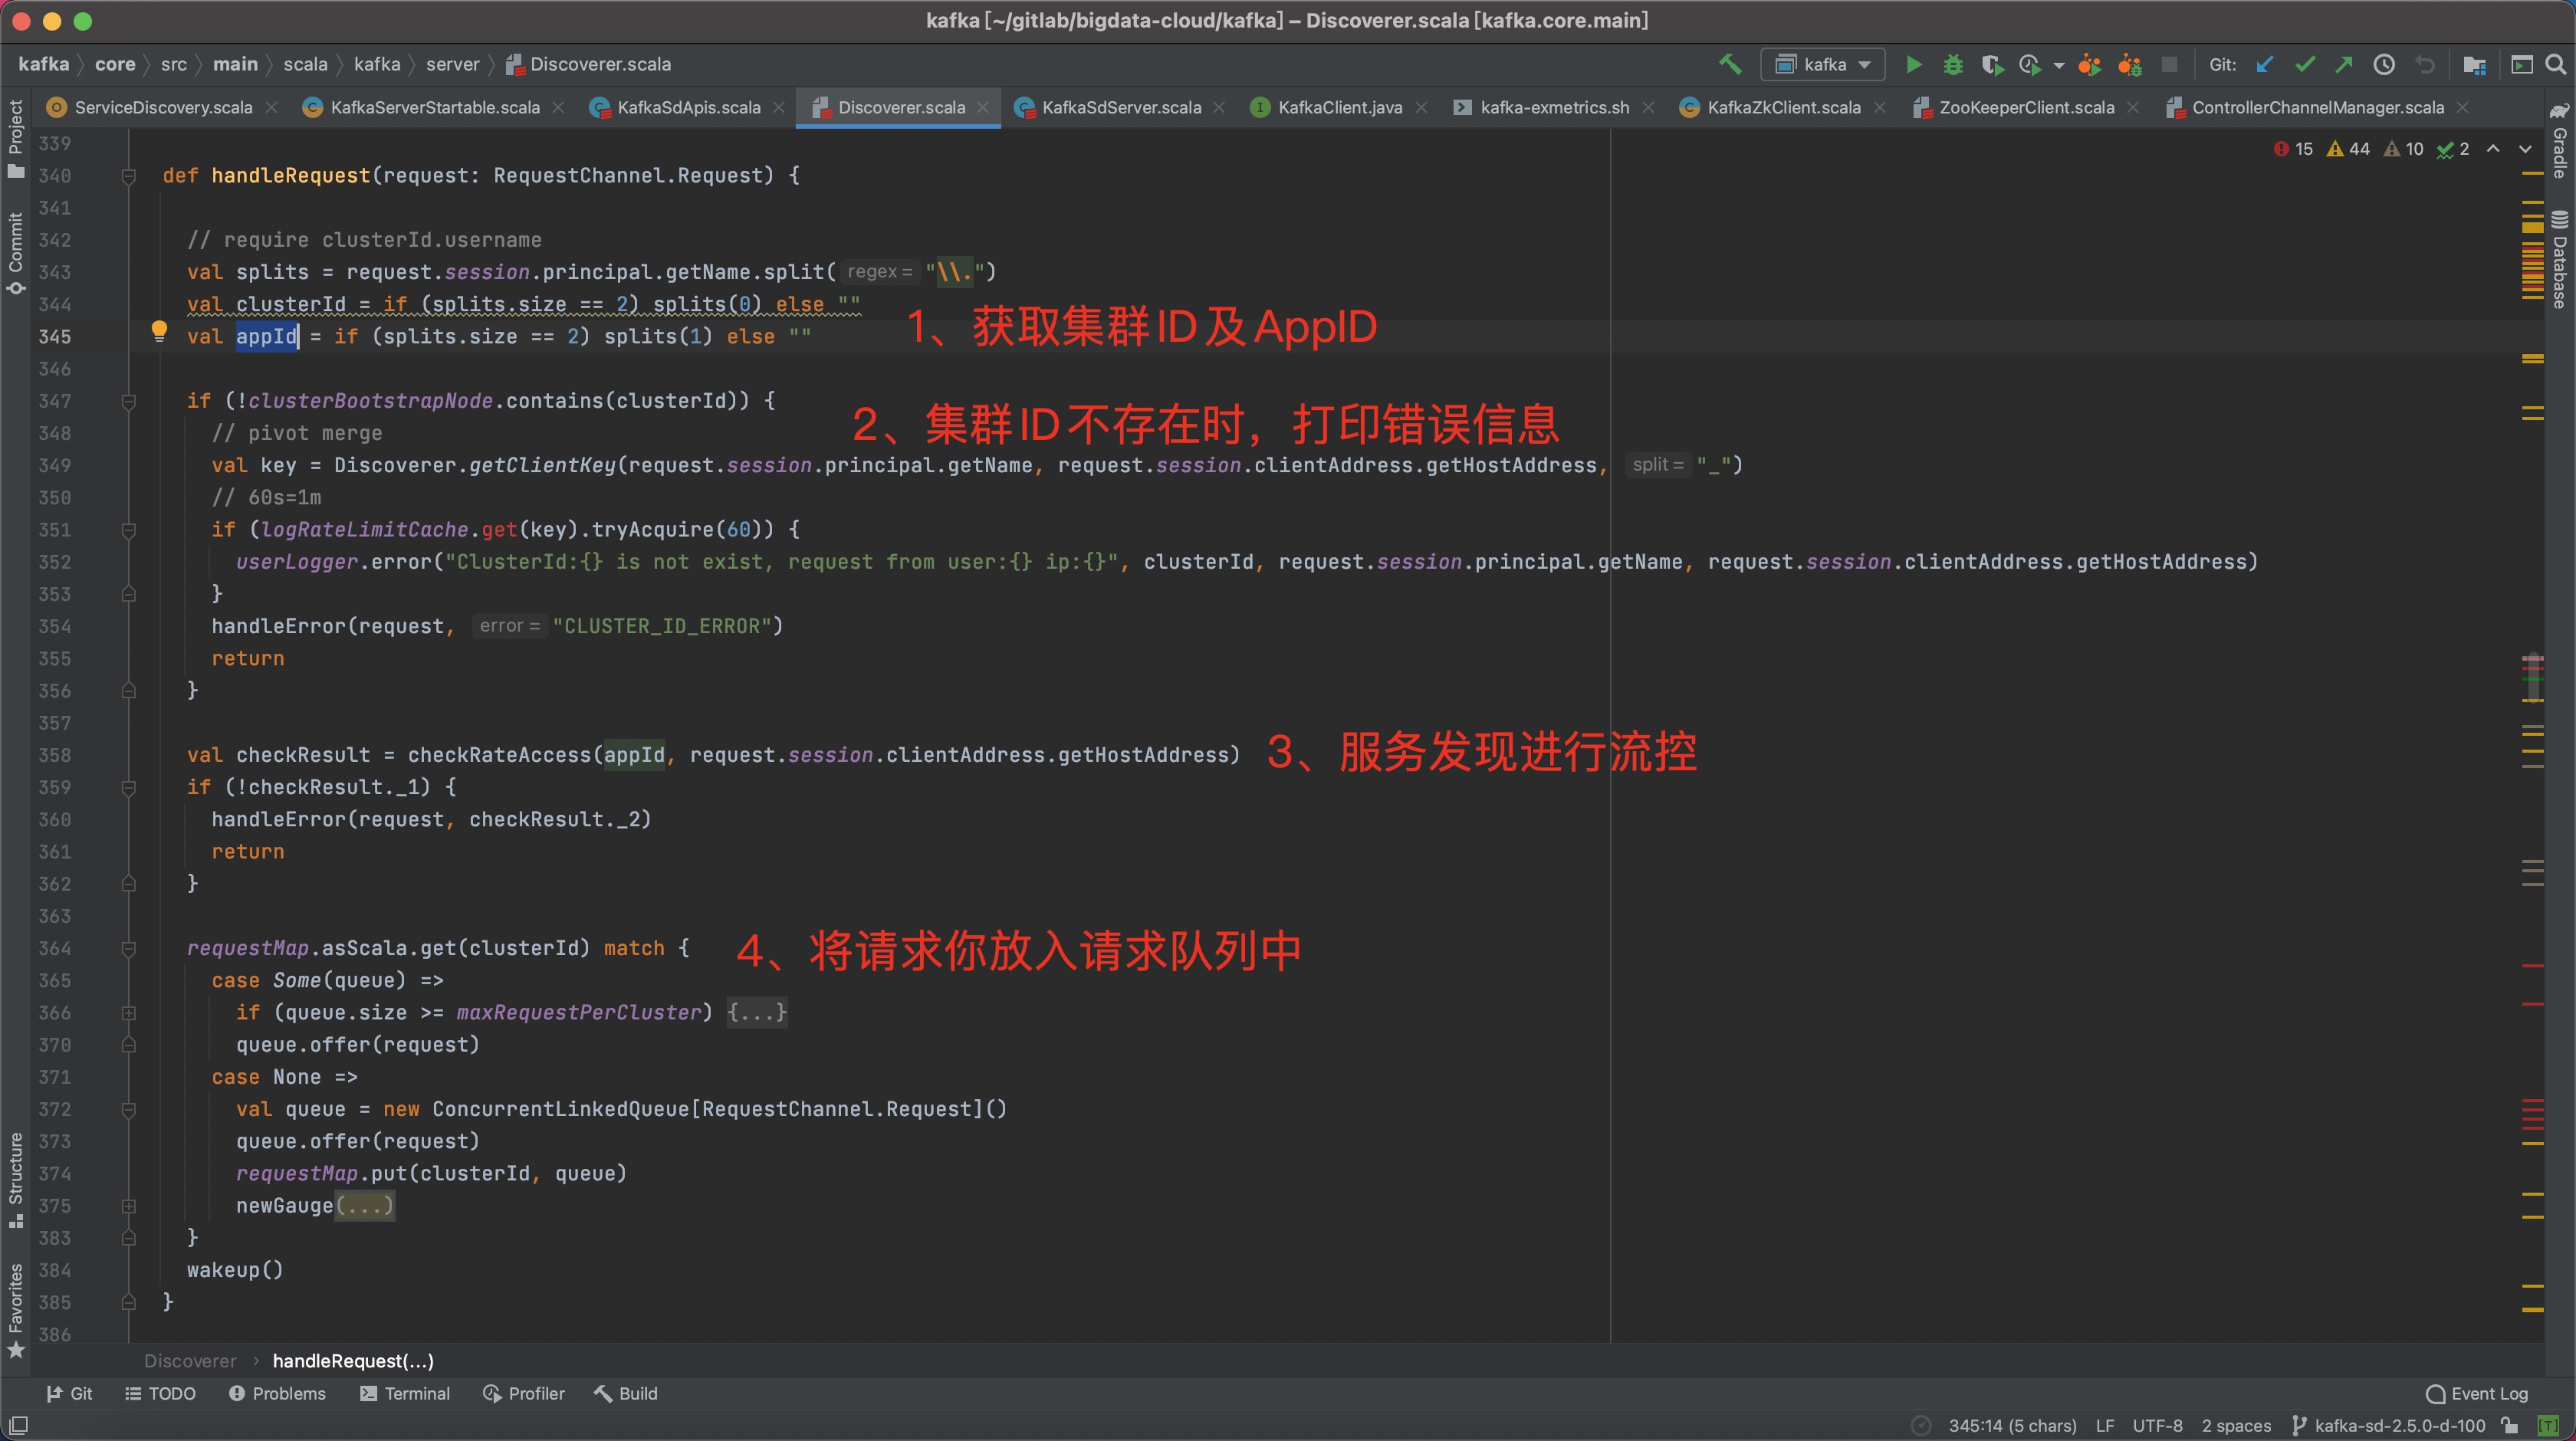 kafka [~/gitlab/bigdata-cloud/kafka] – Discoverer.scala [kafka.core.main]
kafka core src main scala kafka server Discoverer.scala
kafka Git:
ServiceDiscovery.scala KafkaServerStartable.scala KafkaSdApis.scala Discoverer.scala KafkaSdServer.scala KafkaClient.java kafka-exmetrics.sh KafkaZkClient.scala ZooKeeperClient.scala ControllerChannelManager.scala
Project
Commit
Structure
Favorites
Gradle
Database
15 44 10 2
339
340 def handleRequest(request: RequestChannel.Request) {
341
342 // require clusterId.username
343 val splits = request.session.principal.getName.split( regex = "\\.")
344 val clusterId = if (splits.size == 2) splits(0) else ""
345 val appId = if (splits.size == 2) splits(1) else ""
1、获取集群ID及AppID
346
347 if (!clusterBootstrapNode.contains(clusterId)) {
2、集群ID不存在时，打印错误信息
348 // pivot merge
349 val key = Discoverer.getClientKey(request.session.principal.getName, request.session.clientAddress.getHostAddress, split = "_")
350 // 60s=1m
351 if (logRateLimitCache.get(key).tryAcquire(60)) {
352 userLogger.error("ClusterId:{} is not exist, request from user:{} ip:{}", clusterId, request.session.principal.getName, request.session.clientAddress.getHostAddress)
353 }
354 handleError(request, error = "CLUSTER_ID_ERROR")
355 return
356 }
357
358 val checkResult = checkRateAccess(appId, request.session.clientAddress.getHostAddress) 3、服务发现进行流控
359 if (!checkResult._1) {
360 handleError(request, checkResult._2)
361 return
362 }
363
364 requestMap.asScala.get(clusterId) match { 4、将请求你放入请求队列中
365 case Some(queue) =>
366 if (queue.size >= maxRequestPerCluster) {...}
370 queue.offer(request)
371 case None =>
372 val queue = new ConcurrentLinkedQueue[RequestChannel.Request]()
373 queue.offer(request)
374 requestMap.put(clusterId, queue)
375 newGauge(...)
383 }
384 wakeup()
385 }
386
Discoverer handleRequest(...)
Git TODO Problems Terminal Profiler Build Event Log
345:14 (5 chars) LF UTF-8 2 spaces kafka-sd-2.5.0-d-100 [T]